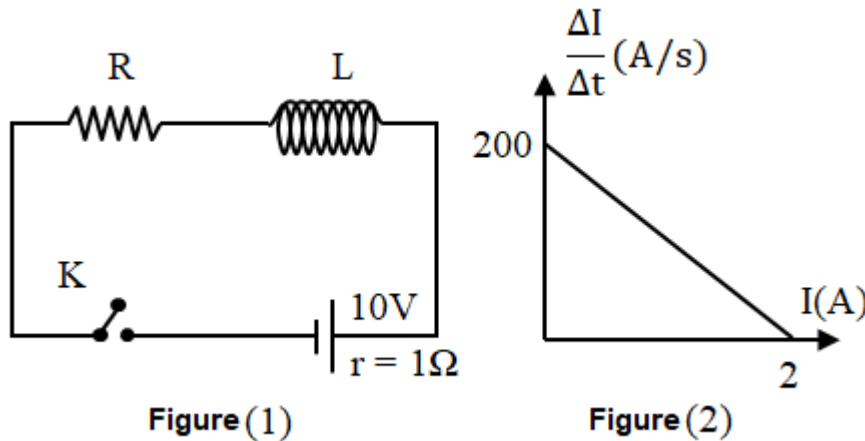 R
L
K
10V
r = 1Ω
Figure (1)
ΔI
Δt
(A/s)
200
I(A)
2
Figure (2)